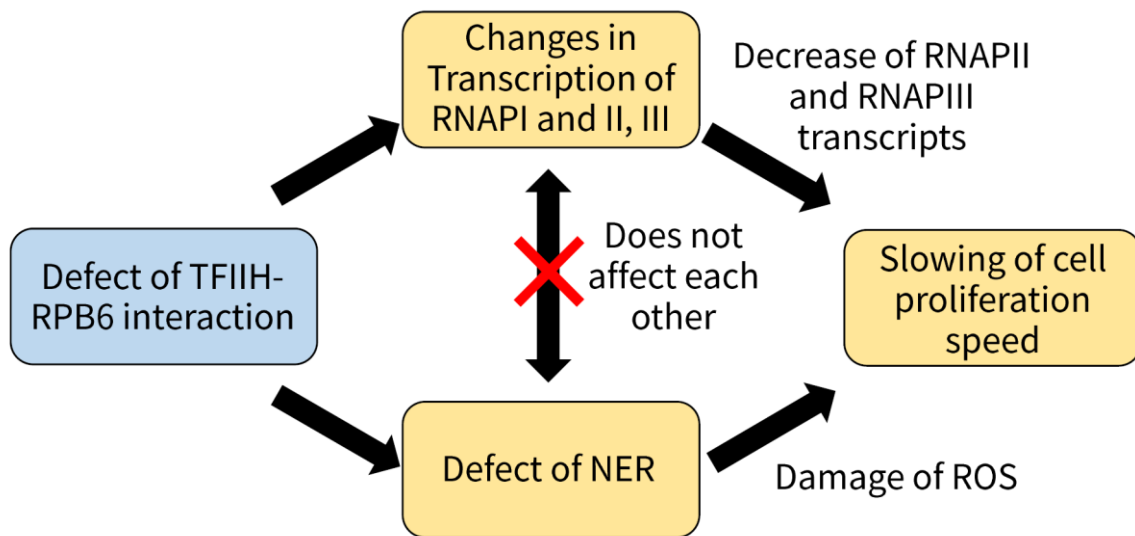 Changes in
Transcription of
RNAPI and II, III
Decrease of RNAPII
and RNAPIII
transcripts
Defect of TFIIH-
RPB6 interaction
Does not
affect each
other
Slowing of cell
proliferation
speed
Defect of NER
Damage of ROS